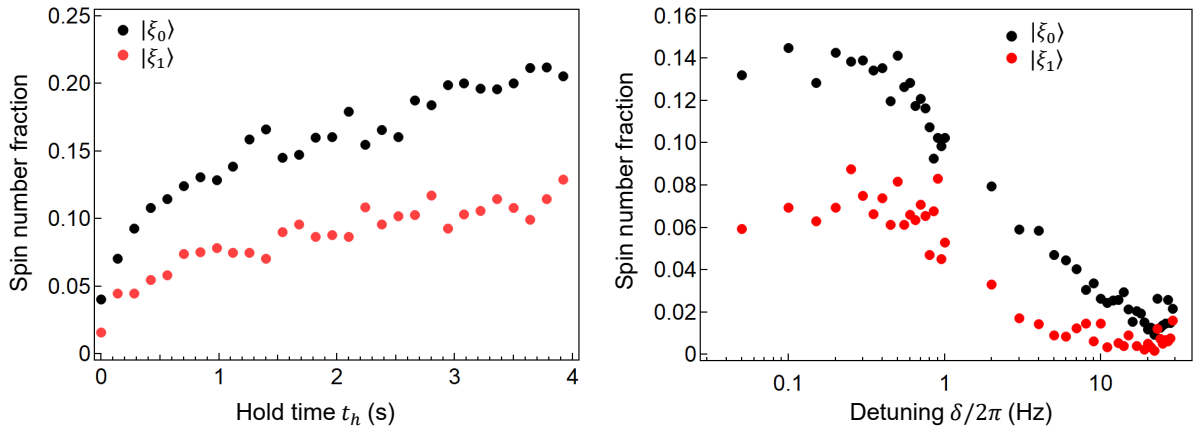 0.25
0.20
0.15
0.10
0.05
0
0 1 2 3 4
Spin number fraction
Hold time t_h (s)
|ξ₀⟩
|ξ₁⟩
0.16
0.14
0.12
0.10
0.08
0.06
0.04
0.02
0
0.1 1 10
Spin number fraction
Detuning δ/2π (Hz)
|ξ₀⟩
|ξ₁⟩